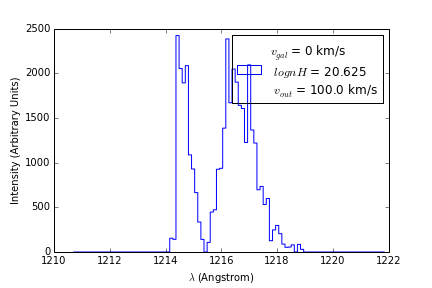 2500
2000
1500
1000
500
0
Intensity (Arbitrary Units)
v_gal = 0 km/s
lognH = 20.625
v_out = 100.0 km/s
1210 1212 1214 1216 1218 1220 1222
λ (Angstrom)